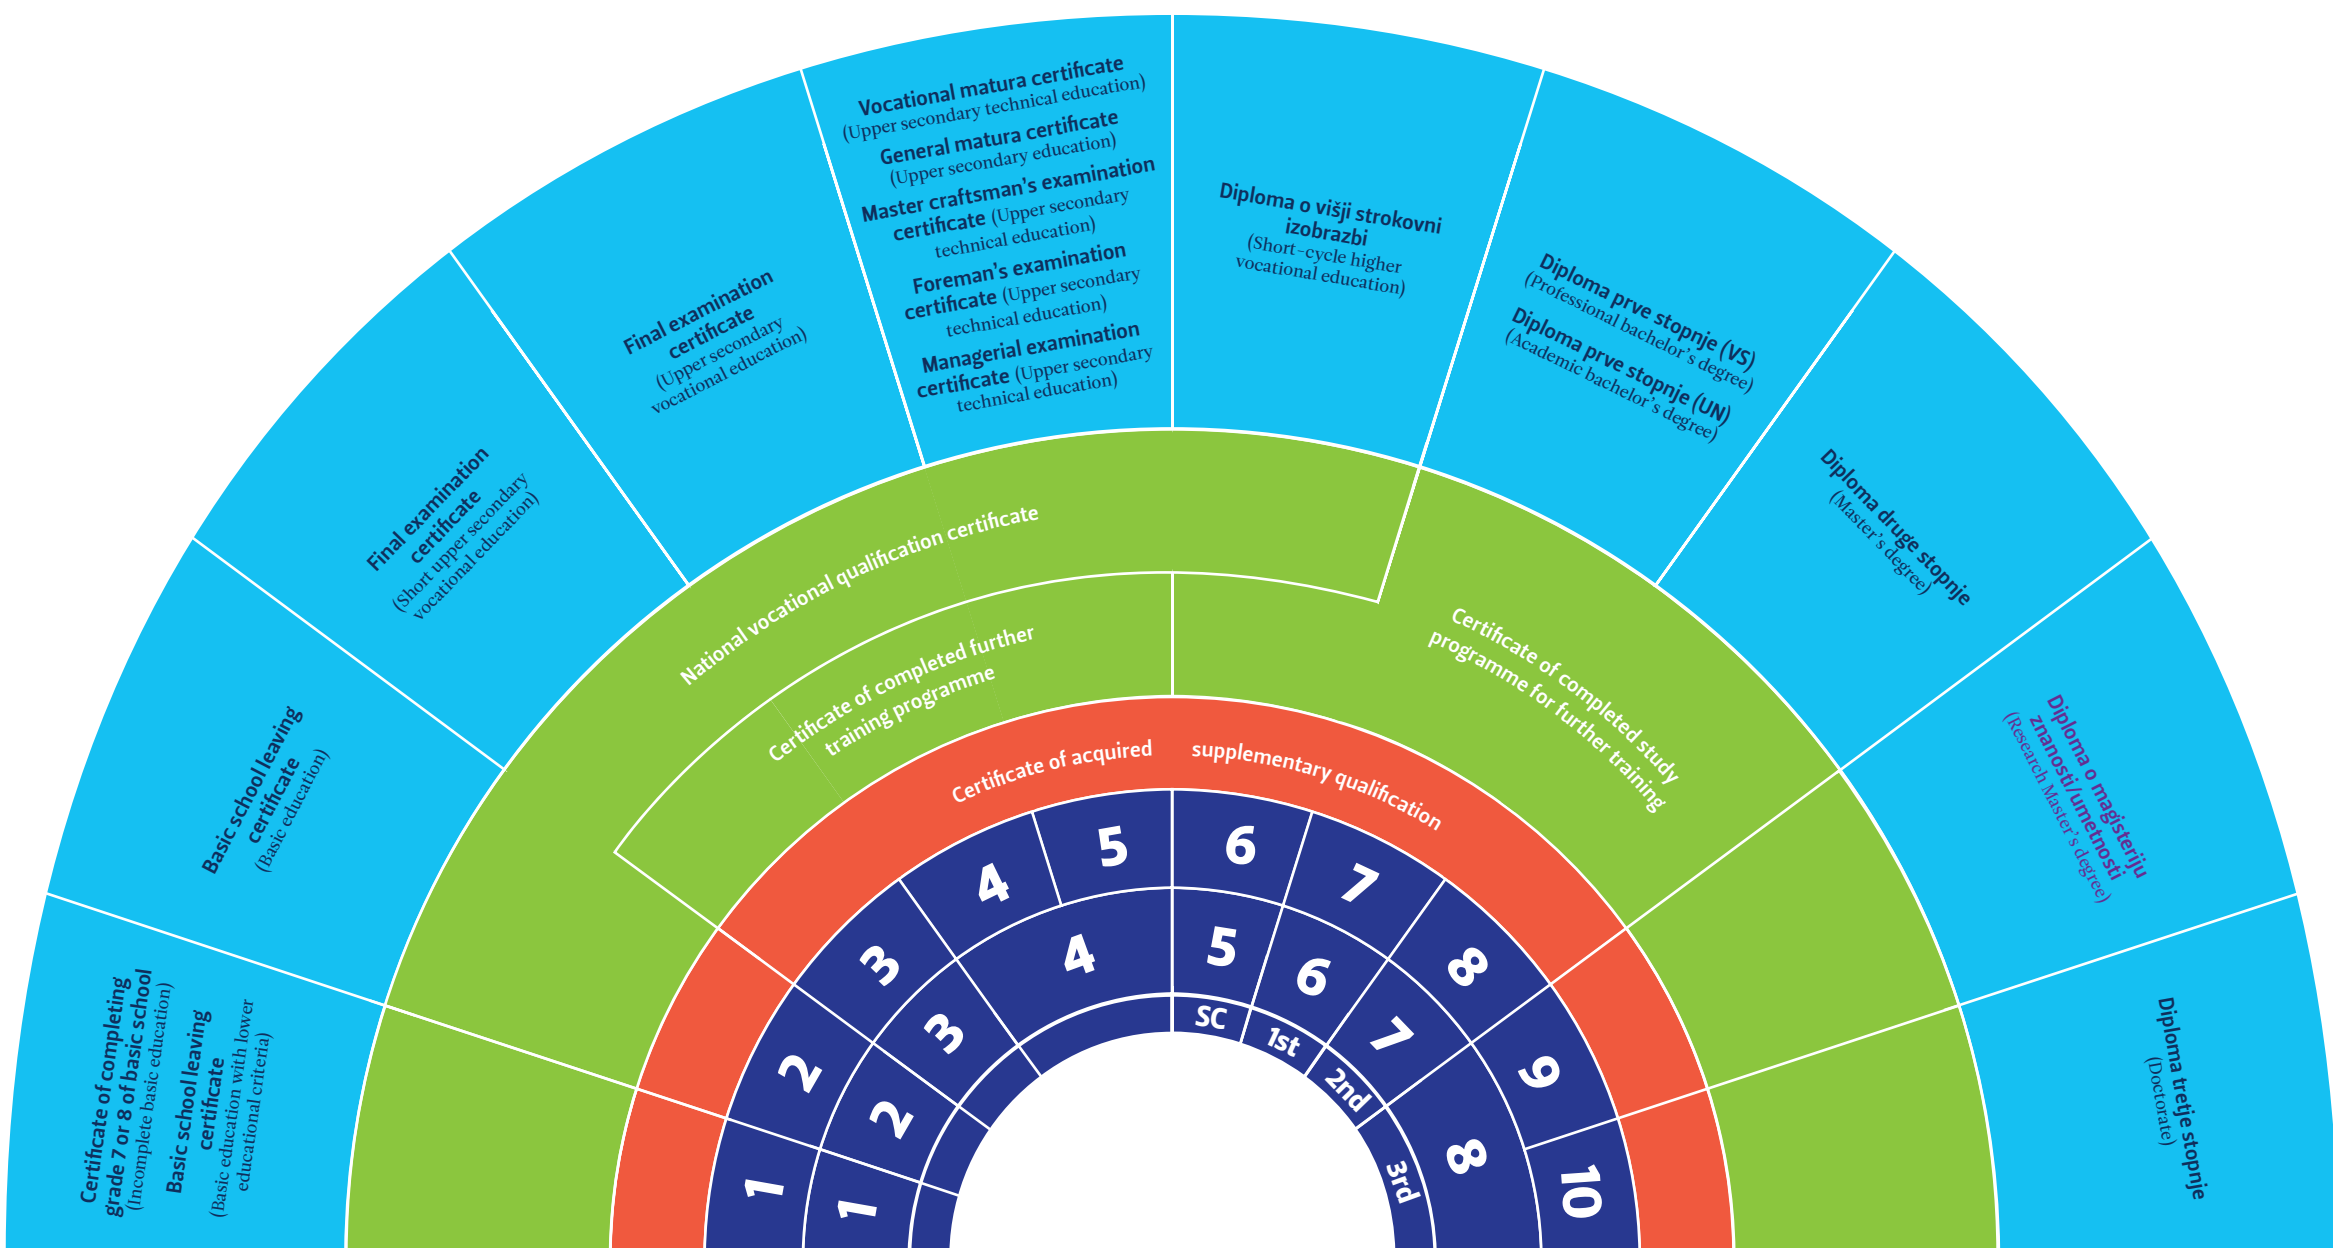 Certificate of completing
grade 7 or 8 of basic school
(Incomplete basic education)
Basic school leaving
certificate
(Basic education with lower
educational criteria)
Basic school leaving
certificate
(Basic education)
Final examination
certificate
(Short upper secondary
vocational education)
Final examination
certificate
(Upper secondary
vocational education)
Vocational matura certificate
(Upper secondary technical education)
General matura certificate
(Upper secondary education)
Master craftsman’s examination
certificate (Upper secondary
technical education)
Foreman’s examination
certificate (Upper secondary
technical education)
Managerial examination
certificate (Upper secondary
technical education)
Diploma o višji strokovni
izobrazbi
(Short-cycle higher
vocational education)
Diploma prve stopnje (VS)
(Professional bachelor’s degree)
Diploma prve stopnje (UN)
(Academic bachelor’s degree)
Diploma druge stopnje
(Master’s degree)
Diploma o magisteriju
znanosti/umetnosti
(Research Master’s degree)
Diploma tretje stopnje
(Doctorate)
National vocational qualification certificate
Certificate of completed further
training programme
Certificate of completed study
programme for further training
Certificate of acquired supplementary qualification
1
2
3
4
5
6
7
8
9
10
1
2
3
4
5
6
7
8
SC
1st
2nd
3rd